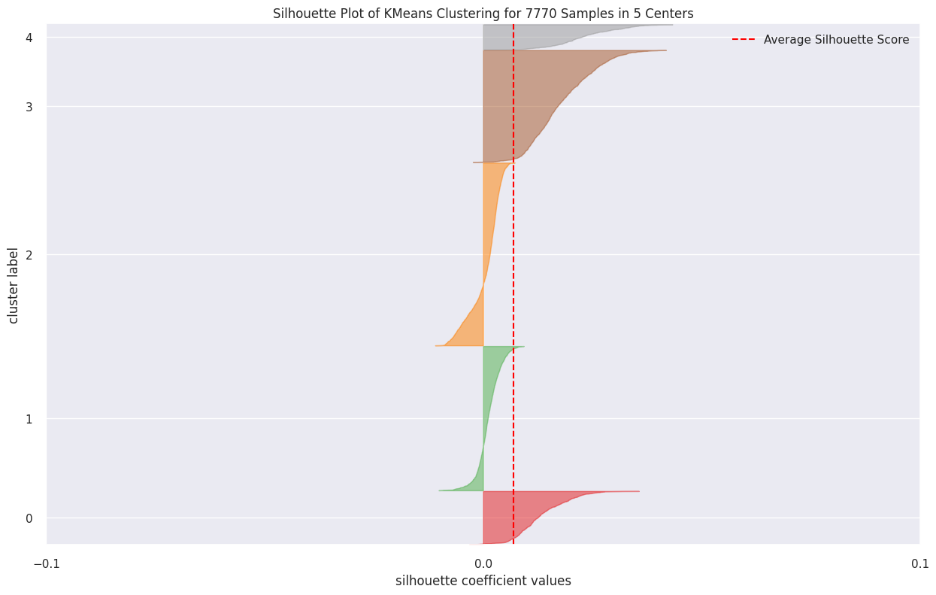 Silhouette Plot of KMeans Clustering for 7770 Samples in 5 Centers
Average Silhouette Score
4
3
2
1
0
cluster label
−0.1
0.0
0.1
silhouette coefficient values